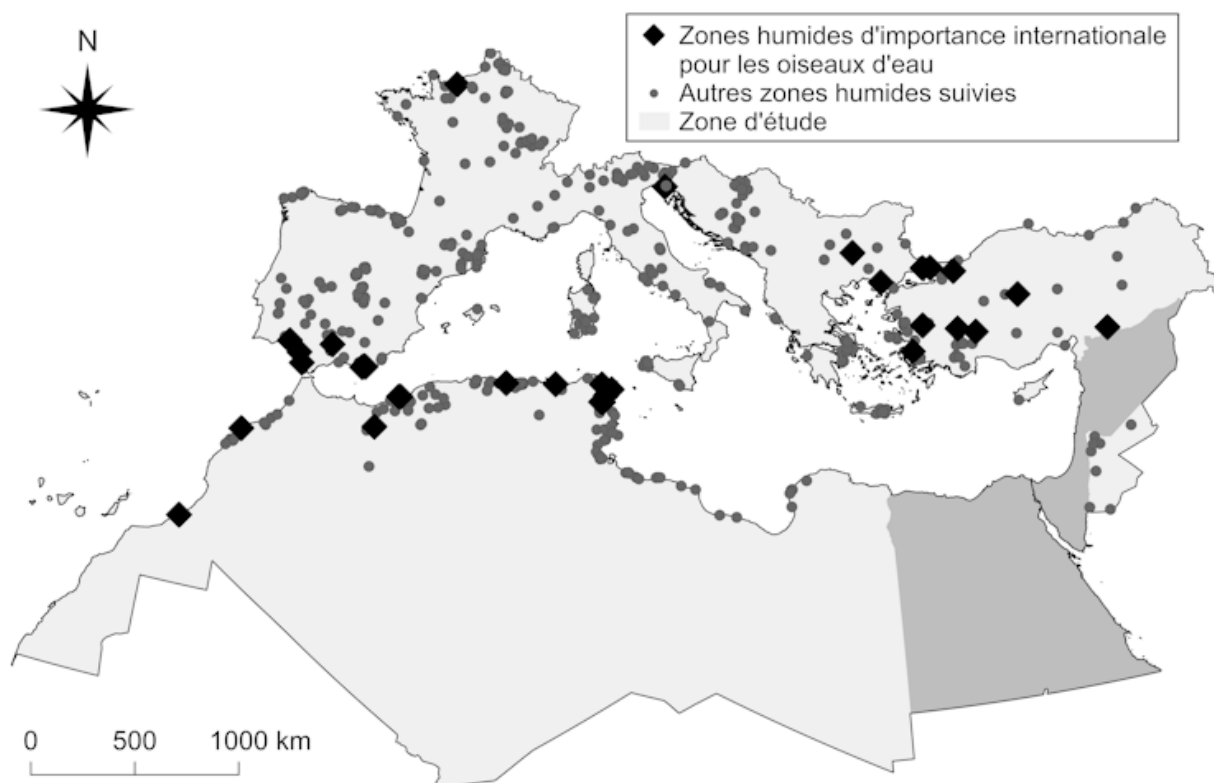 N
Zones humides d'importance internationale
pour les oiseaux d'eau
Autres zones humides suivies
Zone d'étude
0 500 1000 km